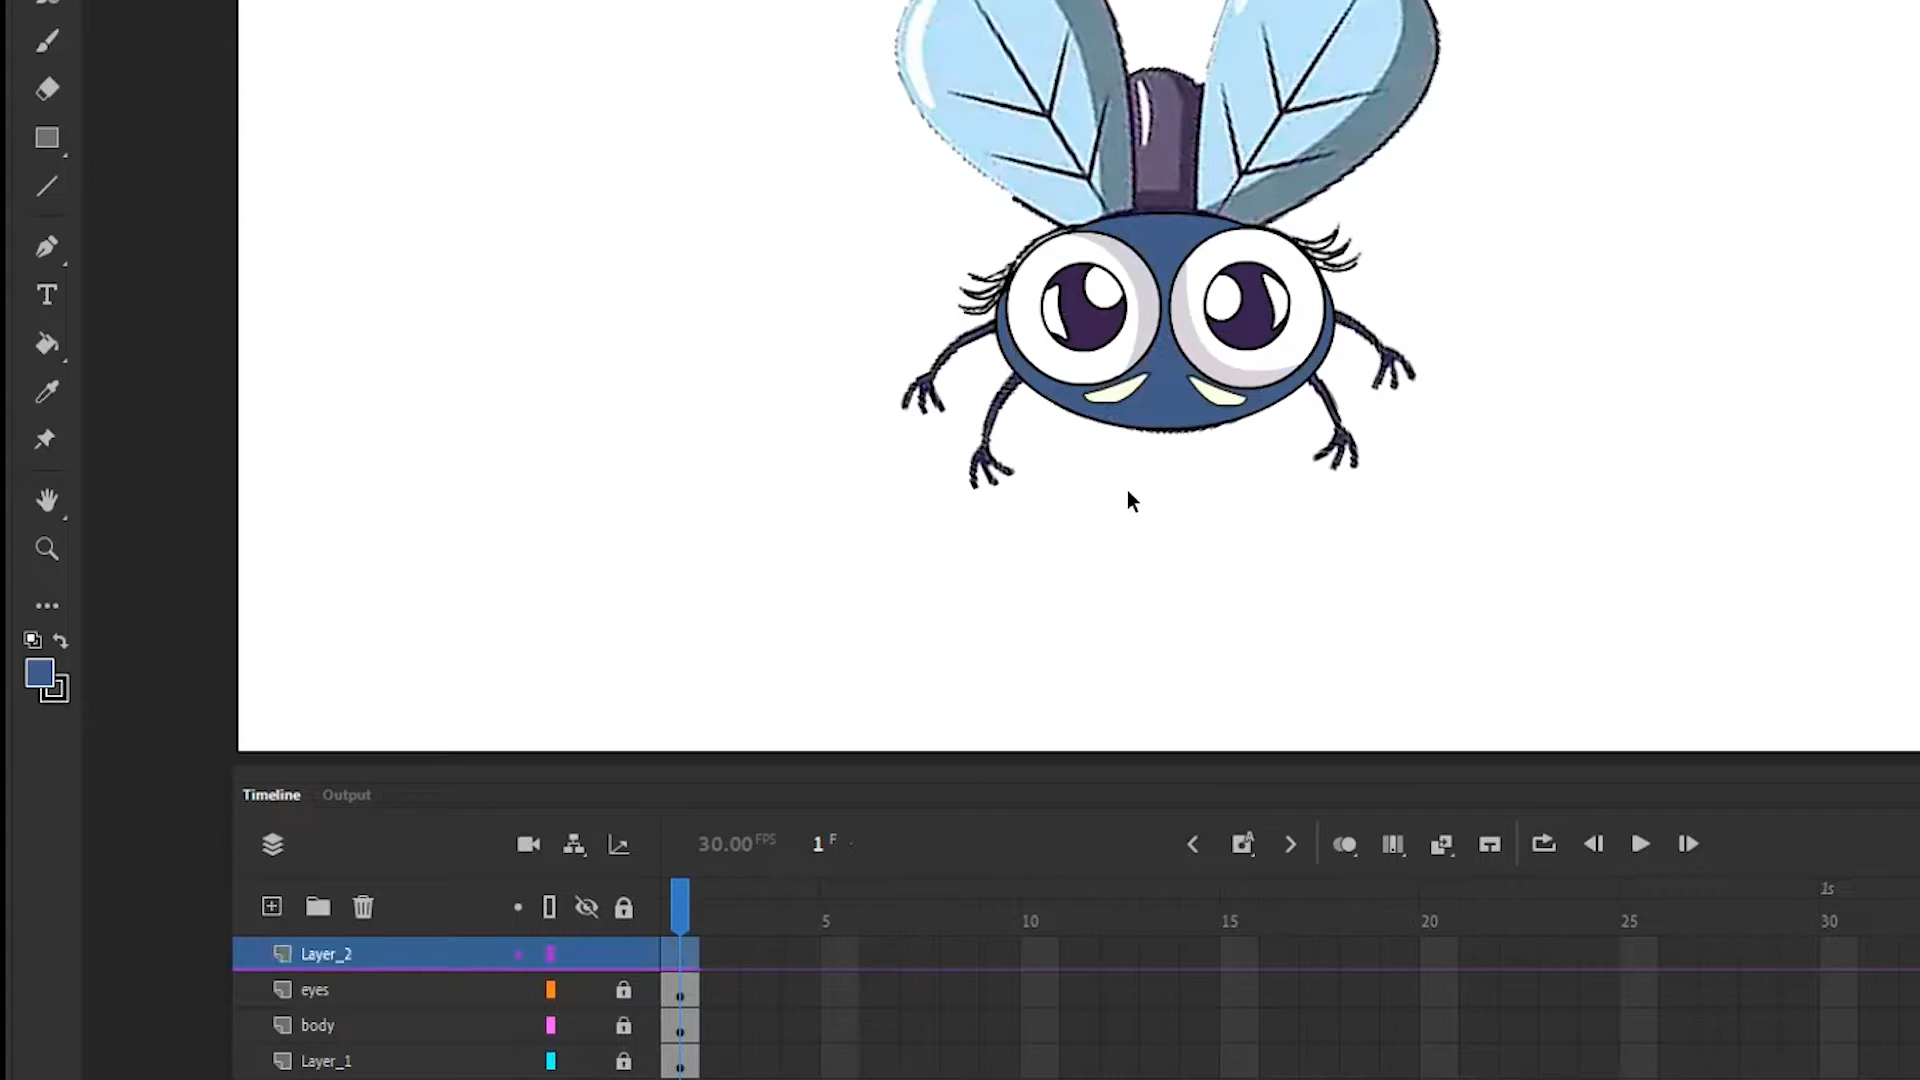 Timeline Output
30.00 FPS 1 F
1s
5 10 15 20 25 30
Layer_2
eyes
body
Layer_1